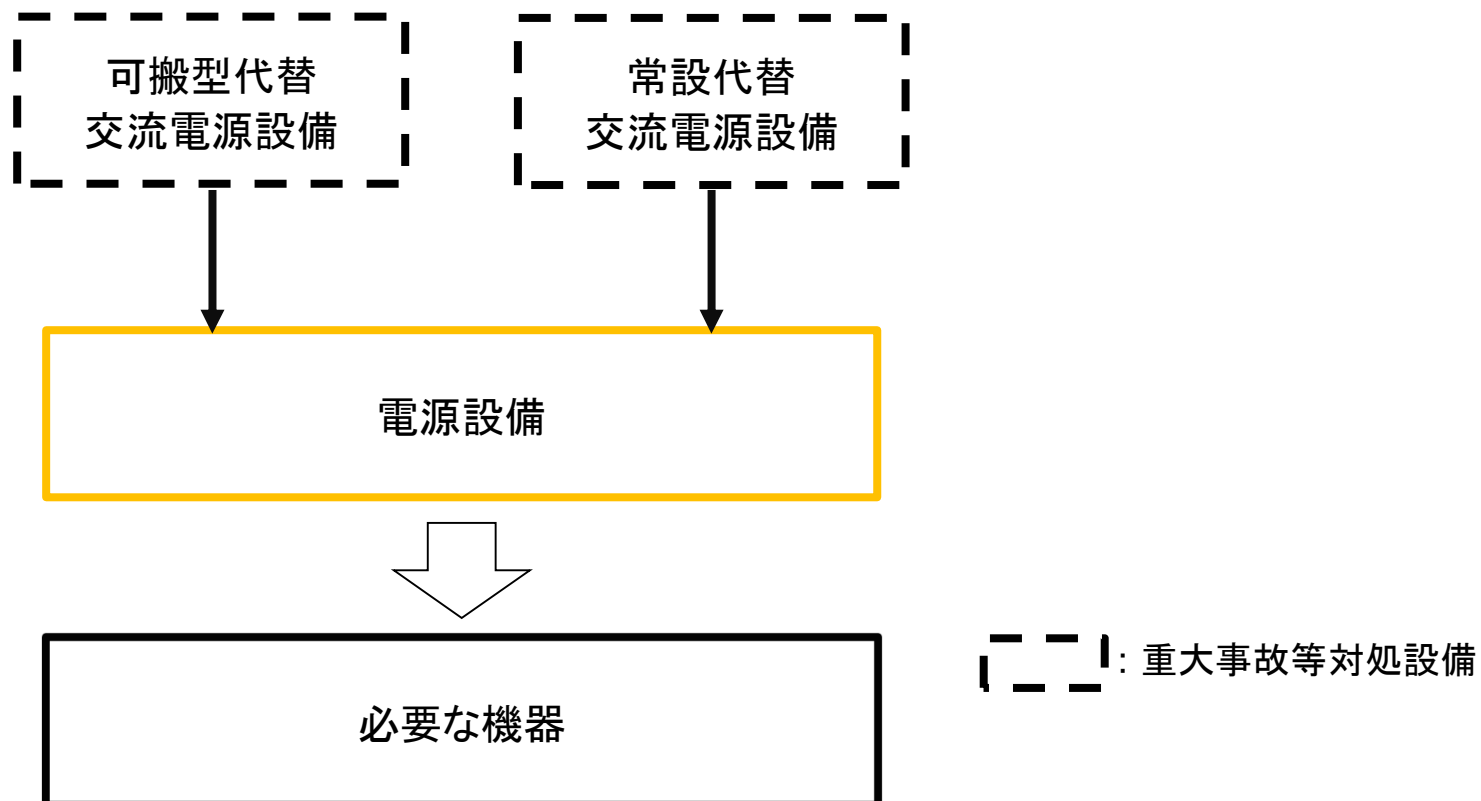 可搬型代替
交流電源設備
常設代替
交流電源設備
電源設備
必要な機器
：重大事故等対処設備